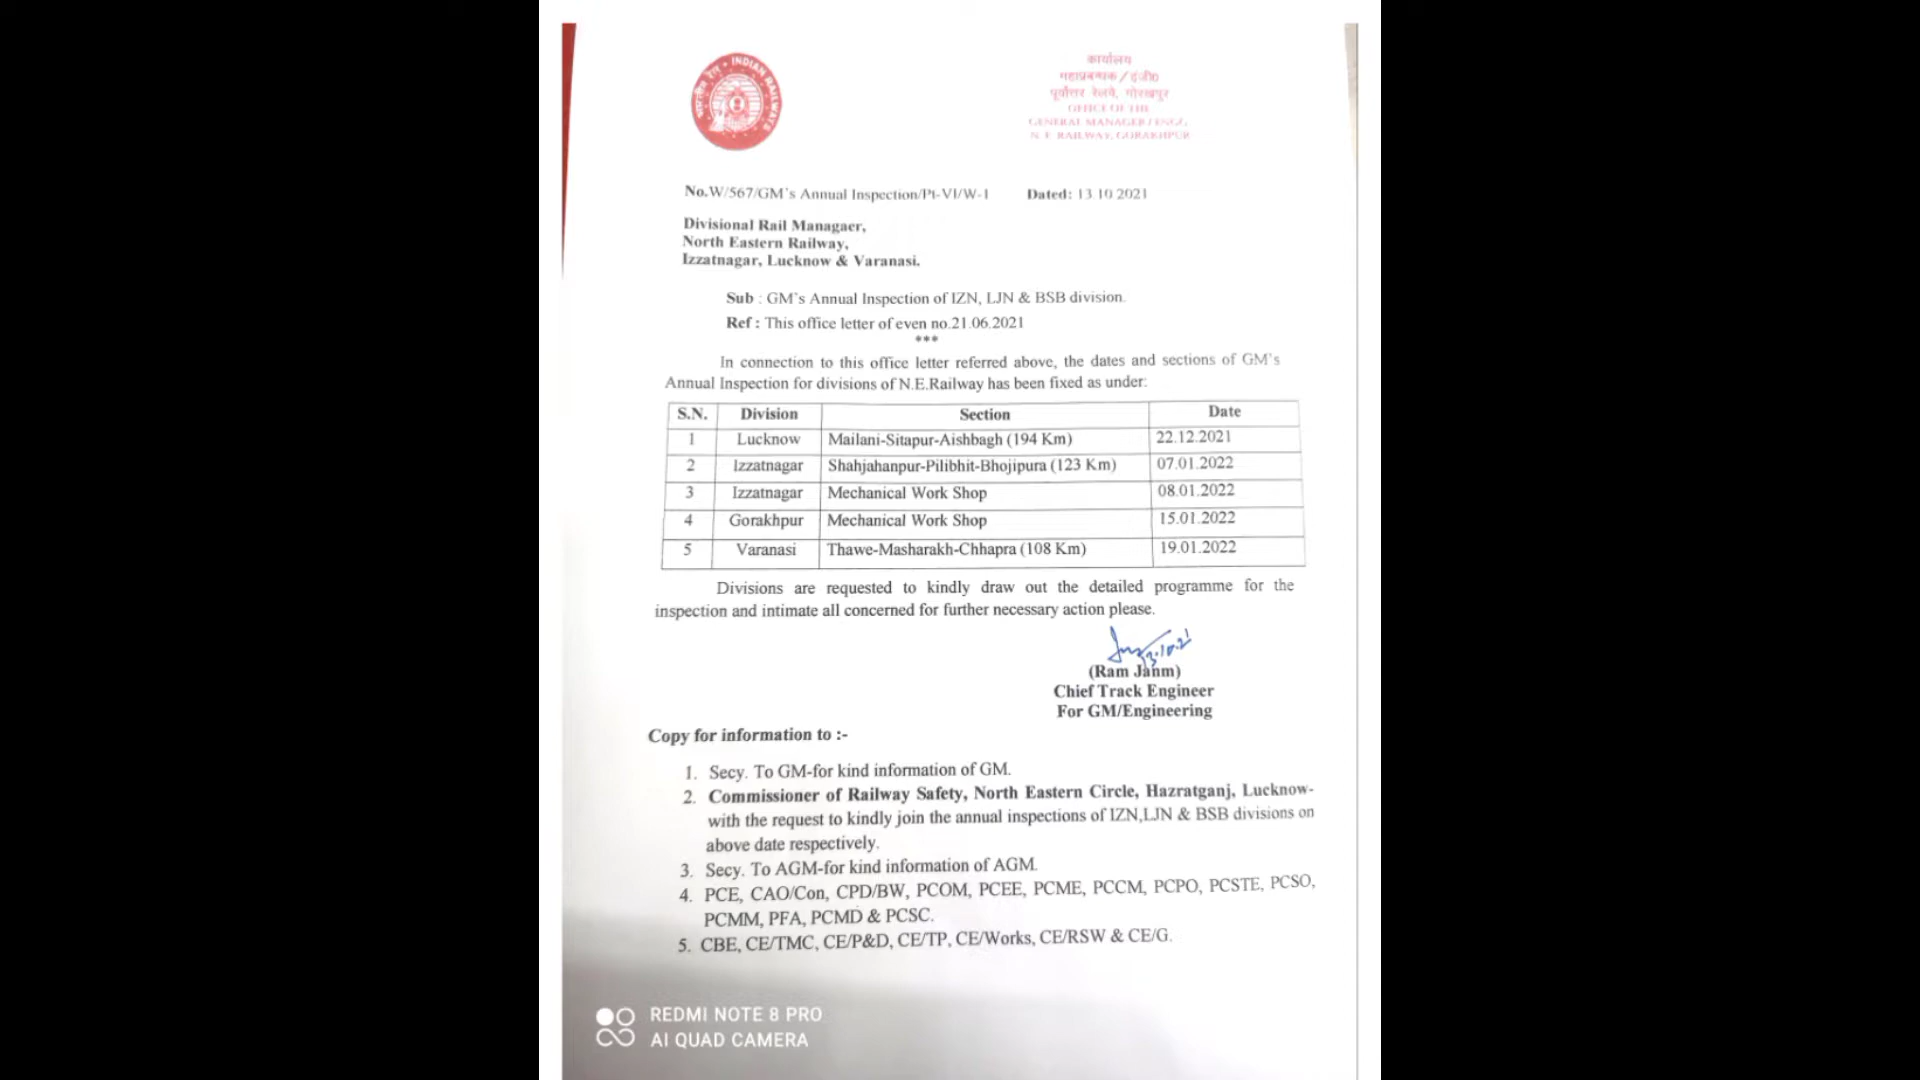 भारतीय रेल • INDIAN RAILWAYS
कार्यालय
महाप्रबन्धक/इंजी0
पूर्वोत्तर रेलवे, गोरखपुर
OFFICE OF THE
GENERAL MANAGER/ENGG.
N. E. RAILWAY, GORAKHPUR
No.W/567/GM's Annual Inspection/Pt-VI/W-1 Dated: 13.10.2021
Divisional Rail Managaer,
North Eastern Railway,
Izzatnagar, Lucknow & Varanasi.
Sub : GM's Annual Inspection of IZN, LJN & BSB division.
Ref : This office letter of even no.21.06.2021
***
In connection to this office letter referred above, the dates and sections of GM's
Annual Inspection for divisions of N.E.Railway has been fixed as under:
S.N. Division Section Date
1 Lucknow Mailani-Sitapur-Aishbagh (194 Km) 22.12.2021
2 Izzatnagar Shahjahanpur-Pilibhit-Bhojipura (123 Km) 07.01.2022
3 Izzatnagar Mechanical Work Shop 08.01.2022
4 Gorakhpur Mechanical Work Shop 15.01.2022
5 Varanasi Thawe-Masharakh-Chhapra (108 Km) 19.01.2022
Divisions are requested to kindly draw out the detailed programme for the
inspection and intimate all concerned for further necessary action please.
13.10.21
(Ram Janm)
Chief Track Engineer
For GM/Engineering
Copy for information to :-
1. Secy. To GM-for kind information of GM.
2. Commissioner of Railway Safety, North Eastern Circle, Hazratganj, Lucknow-
with the request to kindly join the annual inspections of IZN,LJN & BSB divisions on
above date respectively.
3. Secy. To AGM-for kind information of AGM.
4. PCE, CAO/Con, CPD/BW, PCOM, PCEE, PCME, PCCM, PCPO, PCSTE, PCSO,
PCMM, PFA, PCMD & PCSC.
5. CBE, CE/TMC, CE/P&D, CE/TP, CE/Works, CE/RSW & CE/G.
REDMI NOTE 8 PRO
AI QUAD CAMERA